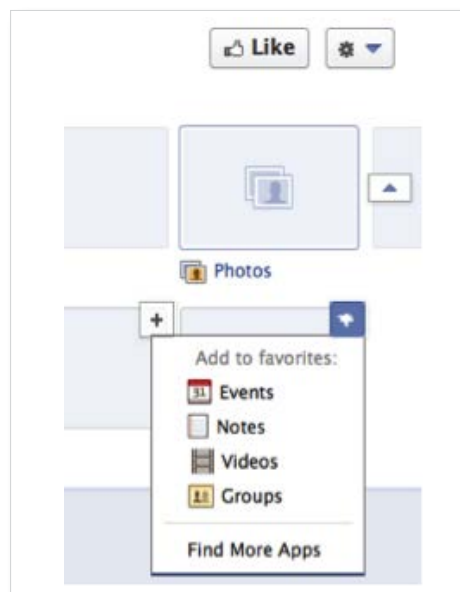 Like
Photos
+
Add to favorites:
31 Events
Notes
Videos
Groups
Find More Apps